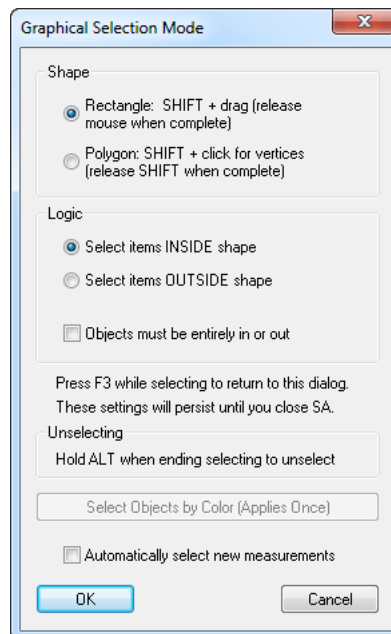 Graphical Selection Mode
Shape
Rectangle: SHIFT + drag (release
mouse when complete)
Polygon: SHIFT + click for vertices
(release SHIFT when complete)
Logic
Select items INSIDE shape
Select items OUTSIDE shape
Objects must be entirely in or out
Press F3 while selecting to return to this dialog.
These settings will persist until you close SA.
Unselecting
Hold ALT when ending selecting to unselect
Select Objects by Color (Applies Once)
Automatically select new measurements
OK
Cancel